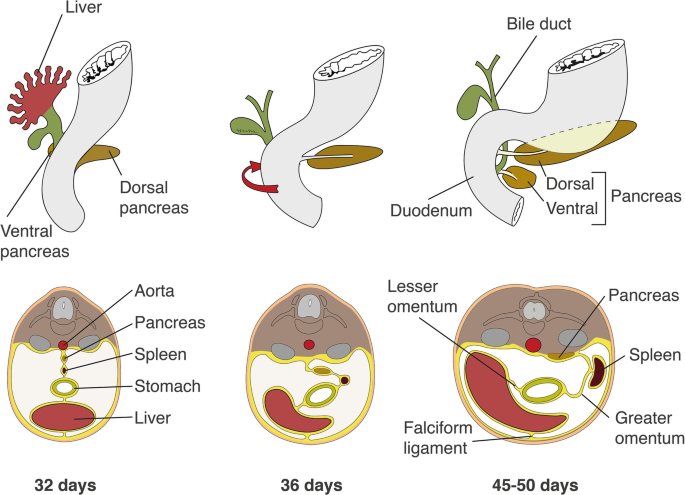 Liver
Bile duct
Dorsal
pancreas
Ventral
pancreas
Duodenum
Dorsal
Ventral
Pancreas
Aorta
Pancreas
Spleen
Stomach
Liver
Lesser
omentum
Pancreas
Spleen
Greater
omentum
Falciform
ligament
32 days
36 days
45-50 days